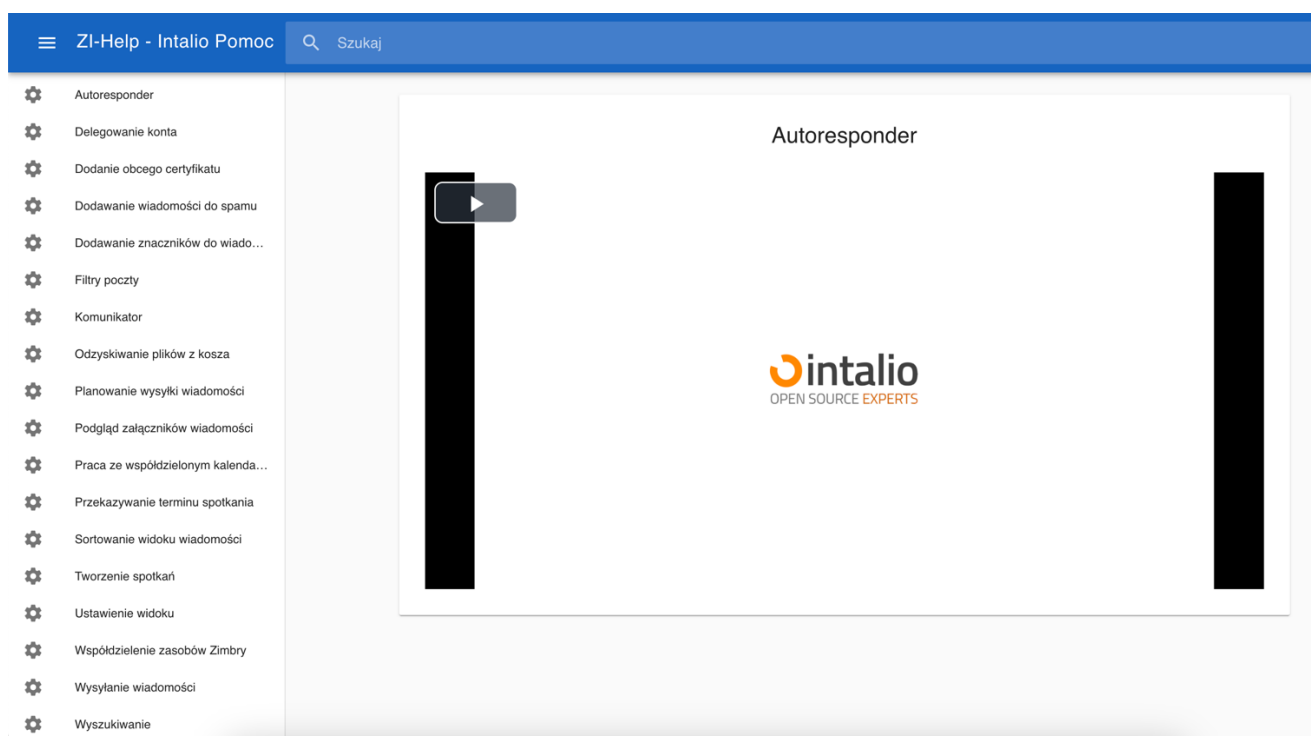 ZI-Help - Intalio Pomoc
Szukaj
Autoresponder
Delegowanie konta
Dodanie obcego certyfikatu
Dodawanie wiadomości do spamu
Dodawanie znaczników do wiado...
Filtry poczty
Komunikator
Odzyskiwanie plików z kosza
Planowanie wysyłki wiadomości
Podgląd załączników wiadomości
Praca ze współdzielonym kalenda...
Przekazywanie terminu spotkania
Sortowanie widoku wiadomości
Tworzenie spotkań
Ustawienie widoku
Współdzielenie zasobów Zimbry
Wysyłanie wiadomości
Wyszukiwanie
Autoresponder
intalio
OPEN SOURCE EXPERTS